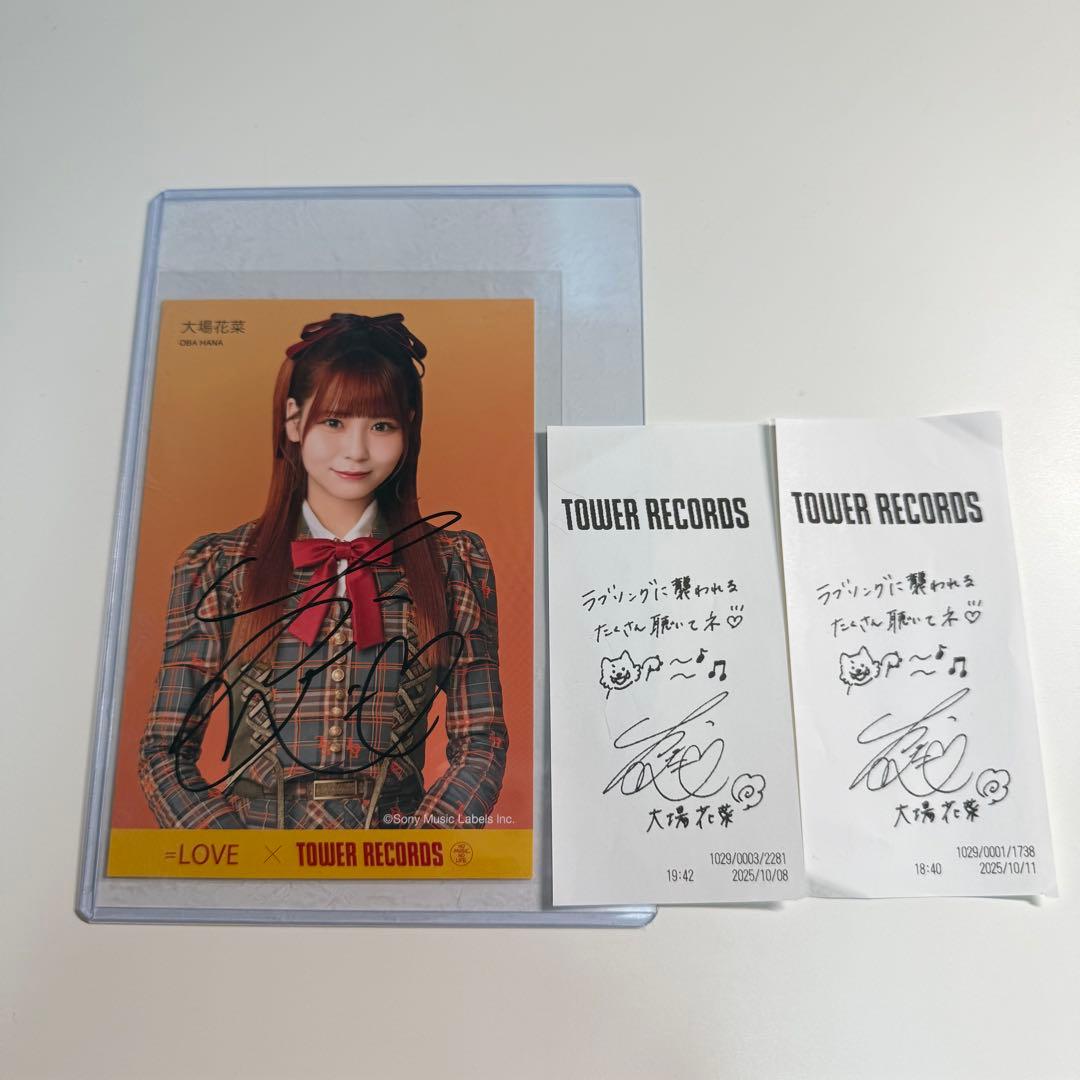 大場花菜
OBA HANA
©Sony Music Labels Inc.
=LOVE × TOWER RECORDS NO MUSIC, NO LIFE.
TOWER RECORDS
ラブソングに襲われる
たくさん聴いてネ♡
大場花菜
1029/0003/2281
19:42 2025/10/08
TOWER RECORDS
ラブソングに襲われる
たくさん聴いてネ♡
大場花菜
1029/0001/1738
18:40 2025/10/11